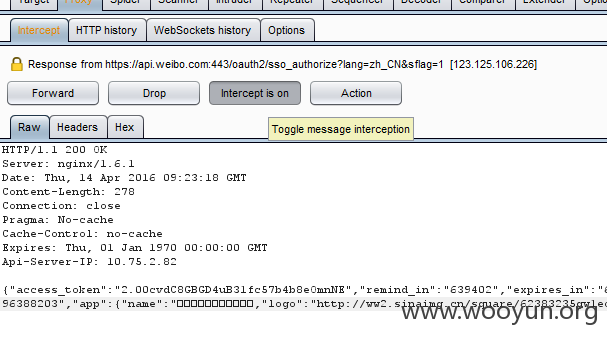 Target Proxy Spider Scanner Intruder Repeater Sequencer Decoder Comparer Extender
Intercept HTTP history WebSockets history Options
Response from https://api.weibo.com:443/oauth2/sso_authorize?lang=zh_CN&sflag=1 [123.125.106.226]
Forward Drop Intercept is on Action
Raw Headers Hex
Toggle message interception
HTTP/1.1 200 OK
Server: nginx/1.6.1
Date: Thu, 14 Apr 2016 09:23:18 GMT
Content-Length: 278
Connection: close
Pragma: No-cache
Cache-Control: no-cache
Expires: Thu, 01 Jan 1970 00:00:00 GMT
Api-Server-IP: 10.75.2.82
{"access_token":"2.00cvdC8GBGD4uB31fc57b4b8eOmnNE","remind_in":"639402","expires_in":"6
96388203","app":{"name":"□□□□□□□□□□□","logo":"http://ww2.sinaimg.cn/square/62383235gwlec
www.wooyun.org